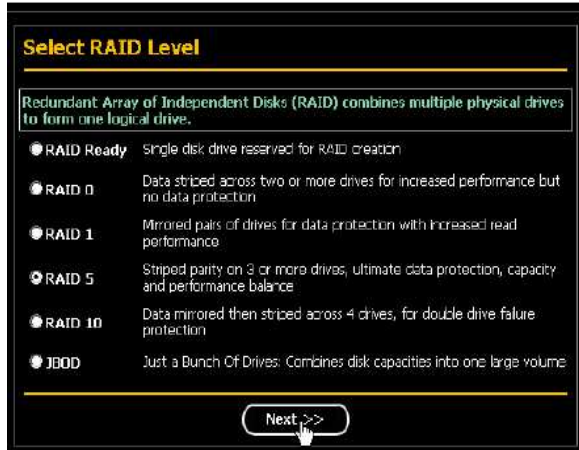 Select RAID Level
Redundant Array of Independent Disks (RAID) combines multiple physical drives
to form one logical drive.
RAID Ready Single disk drive reserved for RAID creation
RAID 0 Data striped across two or more drives for increased performance but
no data protection
RAID 1 Mirrored pairs of drives for data protection with increased read
performance
RAID 5 Striped parity on 3 or more drives, ultimate data protection, capacity
and performance balance
RAID 10 Data mirrored then striped across 4 drives, for double drive failure
protection
JBOD Just a Bunch Of Drives: Combines disk capacities into one large volume
Next >>